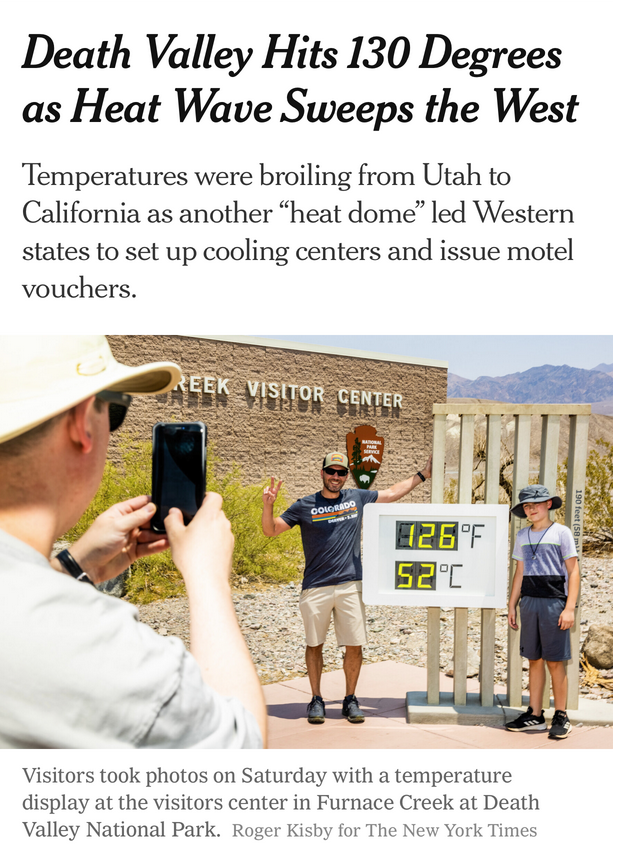 Death Valley Hits 130 Degrees
as Heat Wave Sweeps the West
Temperatures were broiling from Utah to
California as another “heat dome” led Western
states to set up cooling centers and issue motel
vouchers.
REEK VISITOR CENTER
NATIONAL
PARK
SERVICE
COLORADO
126°F
52°C
190 feet (58 m
Visitors took photos on Saturday with a temperature
display at the visitors center in Furnace Creek at Death
Valley National Park. Roger Kisby for The New York Times